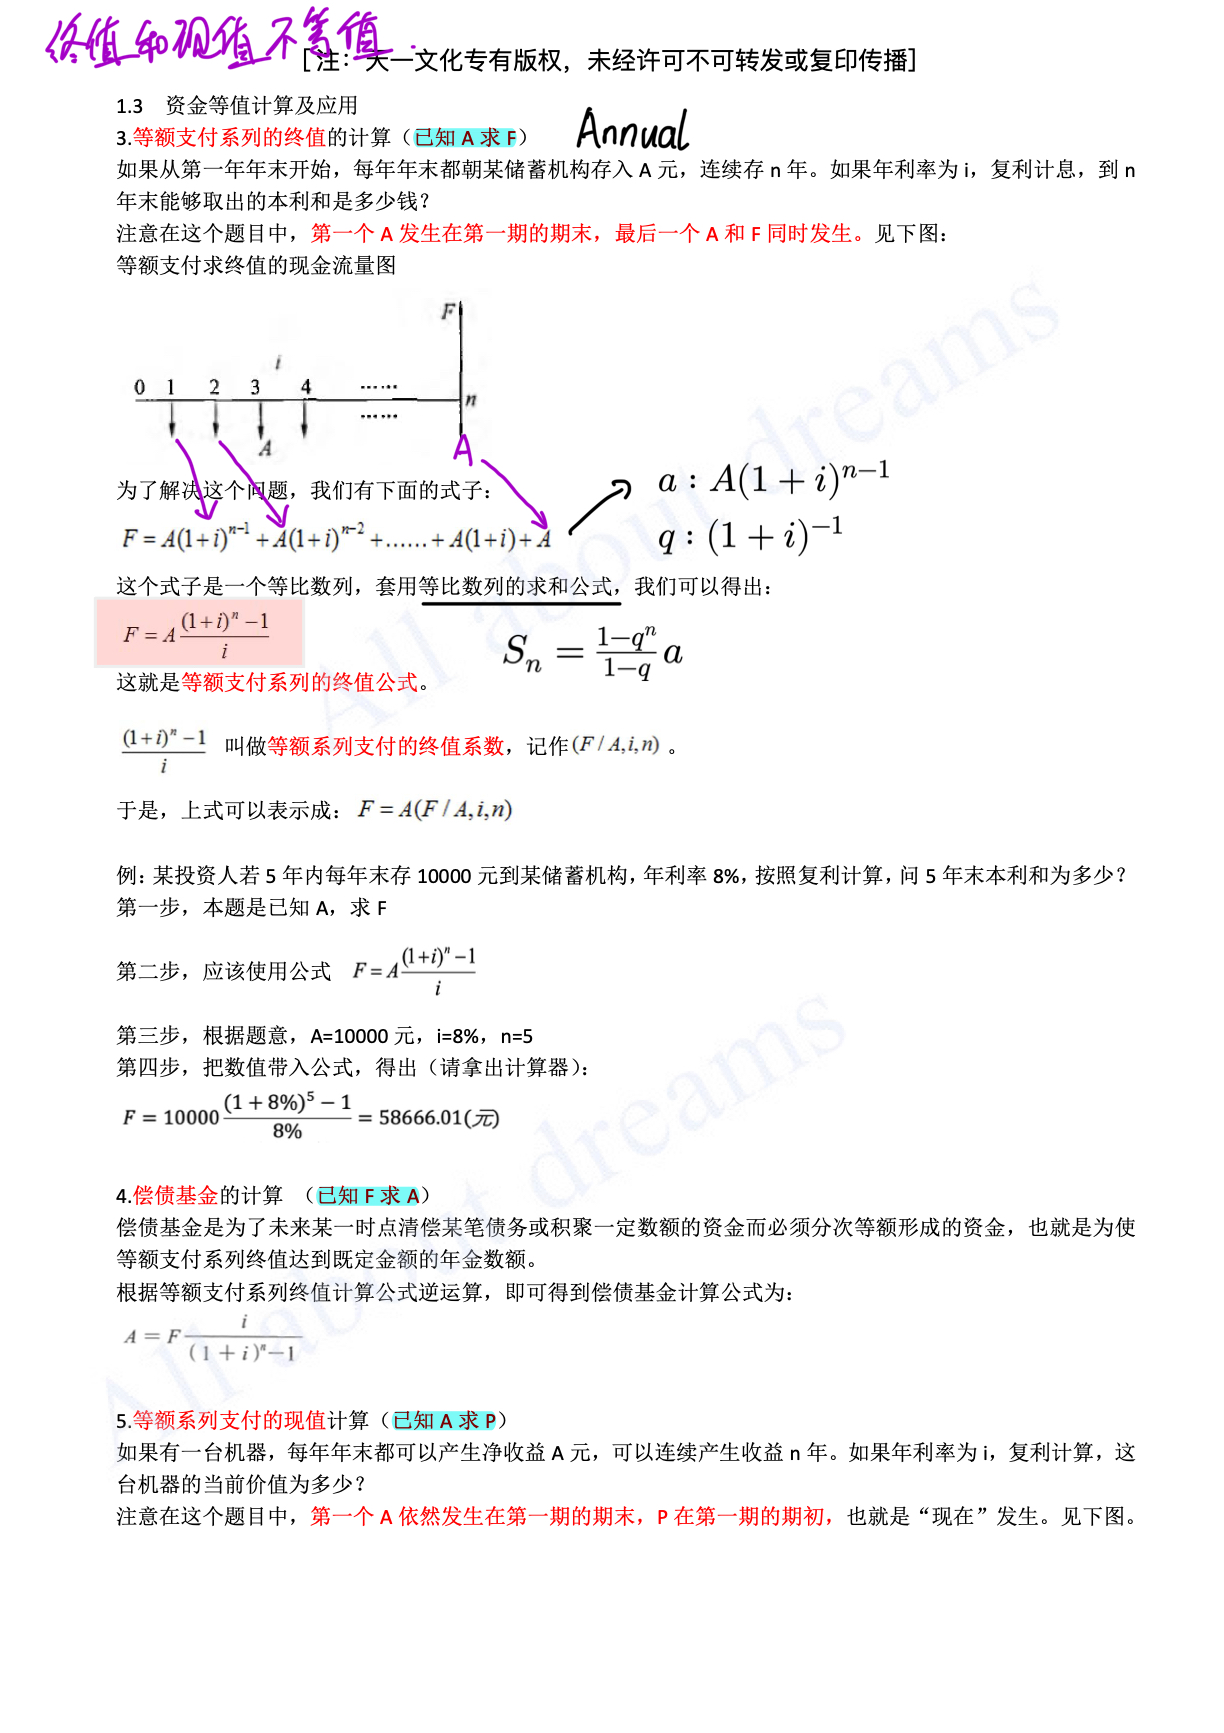 终值和现值不等值.
[注：天一文化专有版权，未经许可不可转发或复印传播]
1.3 资金等值计算及应用
3.等额支付系列的终值的计算（已知 A 求 F）
Annual
如果从第一年年末开始，每年年末都朝某储蓄机构存入 A 元，连续存 n 年。如果年利率为 i，复利计息，到 n
年末能够取出的本利和是多少钱？
注意在这个题目中，第一个 A 发生在第一期的期末，最后一个 A 和 F 同时发生。见下图：
等额支付求终值的现金流量图
F
i
0 1 2 3 4 ……
n
……
A
A
为了解决这个问题，我们有下面的式子：
a : A(1 + i)^{n−1}
F = A(1+i)^{n−1} + A(1+i)^{n−2} + …… + A(1+i) + A
q : (1 + i)^{−1}
这个式子是一个等比数列，套用等比数列的求和公式，我们可以得出：
F = A \frac{(1+i)^n −1}{i}
S_n = \frac{1−q^n}{1−q} a
这就是等额支付系列的终值公式。
\frac{(1+i)^n −1}{i} 叫做等额系列支付的终值系数，记作 (F / A,i,n) 。
于是，上式可以表示成： F = A(F / A,i,n)
例：某投资人若 5 年内每年末存 10000 元到某储蓄机构，年利率 8%，按照复利计算，问 5 年末本利和为多少？
第一步，本题是已知 A，求 F
第二步，应该使用公式 F = A \frac{(1+i)^n −1}{i}
第三步，根据题意，A=10000 元，i=8%，n=5
第四步，把数值带入公式，得出（请拿出计算器）：
F = 10000 \frac{(1 + 8%)^5 − 1}{8%} = 58666.01(元)
4.偿债基金的计算 （已知 F 求 A）
偿债基金是为了未来某一时点清偿某笔债务或积聚一定数额的资金而必须分次等额形成的资金，也就是为使
等额支付系列终值达到既定金额的年金数额。
根据等额支付系列终值计算公式逆运算，即可得到偿债基金计算公式为：
A = F \frac{i}{(1 + i)^n −1}
5.等额系列支付的现值计算（已知 A 求 P）
如果有一台机器，每年年末都可以产生净收益 A 元，可以连续产生收益 n 年。如果年利率为 i，复利计算，这
台机器的当前价值为多少？
注意在这个题目中，第一个 A 依然发生在第一期的期末，P 在第一期的期初，也就是“现在”发生。见下图。
All about dreams
All about dreams